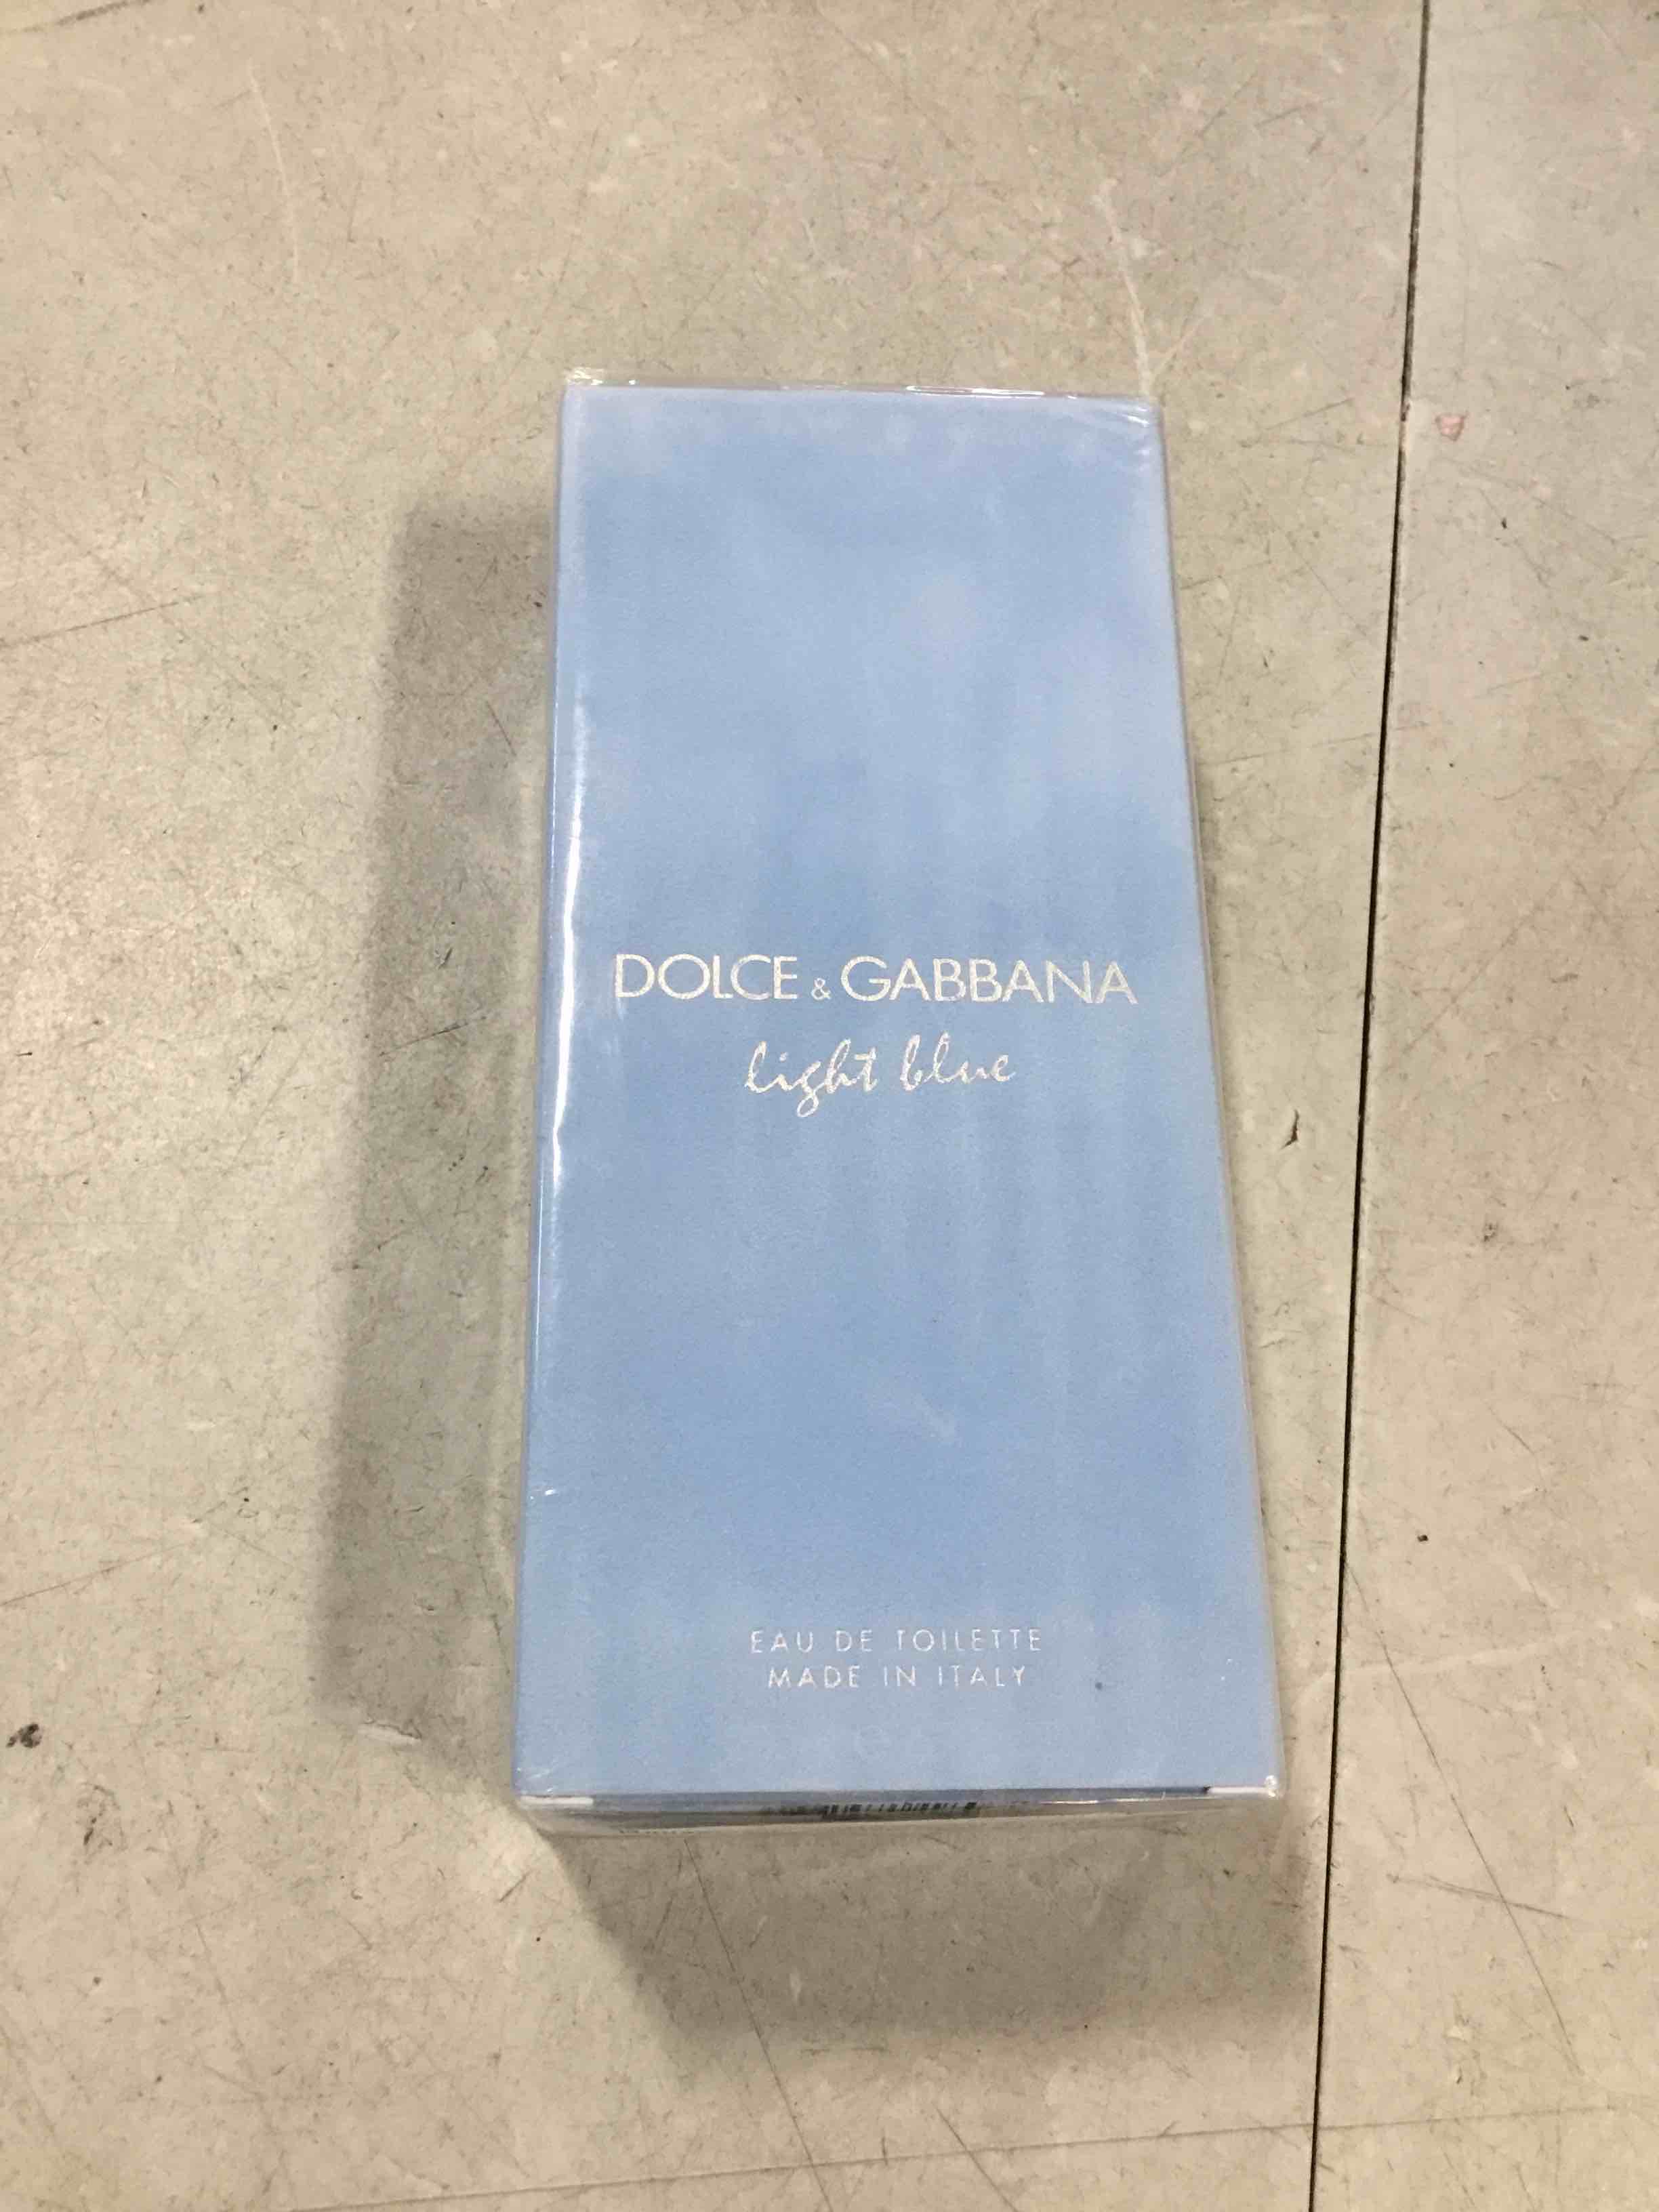 DOLCE & GABBANA
light blue
EAU DE TOILETTE
MADE IN ITALY